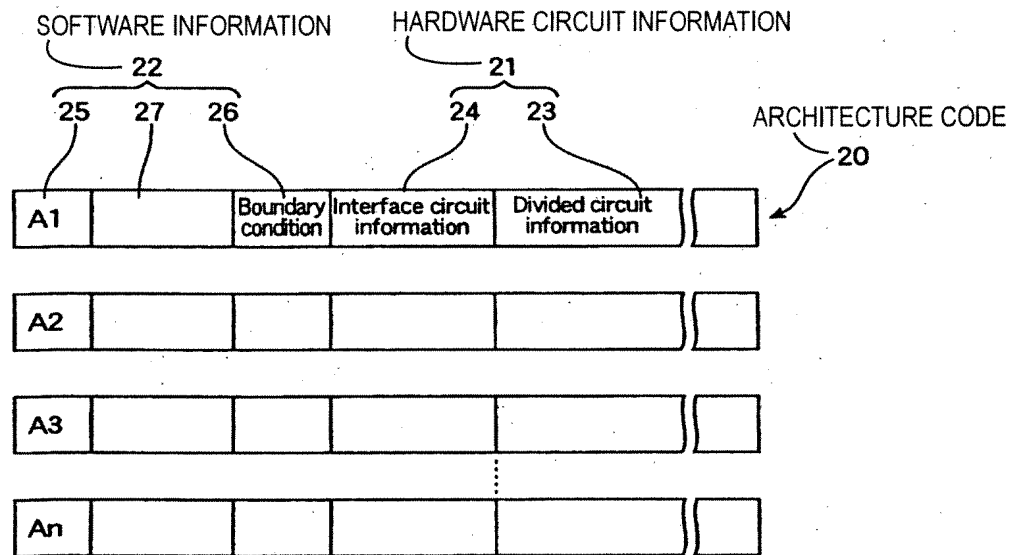 SOFTWARE INFORMATION
HARDWARE CIRCUIT INFORMATION
22
21
25 27 26 24 23
ARCHITECTURE CODE
20
A1
Boundary condition
Interface circuit information
Divided circuit information
A2
A3
An